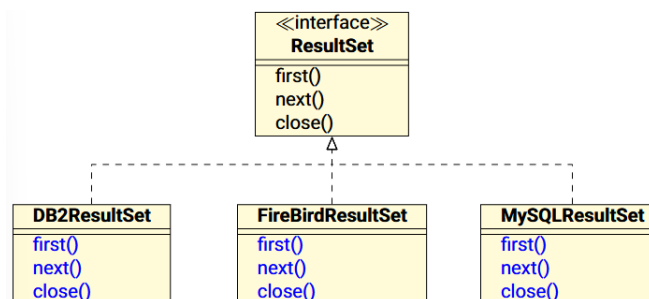 ≪interface≫
ResultSet
first()
next()
close()
DB2ResultSet
first()
next()
close()
FireBirdResultSet
first()
next()
close()
MySQLResultSet
first()
next()
close()